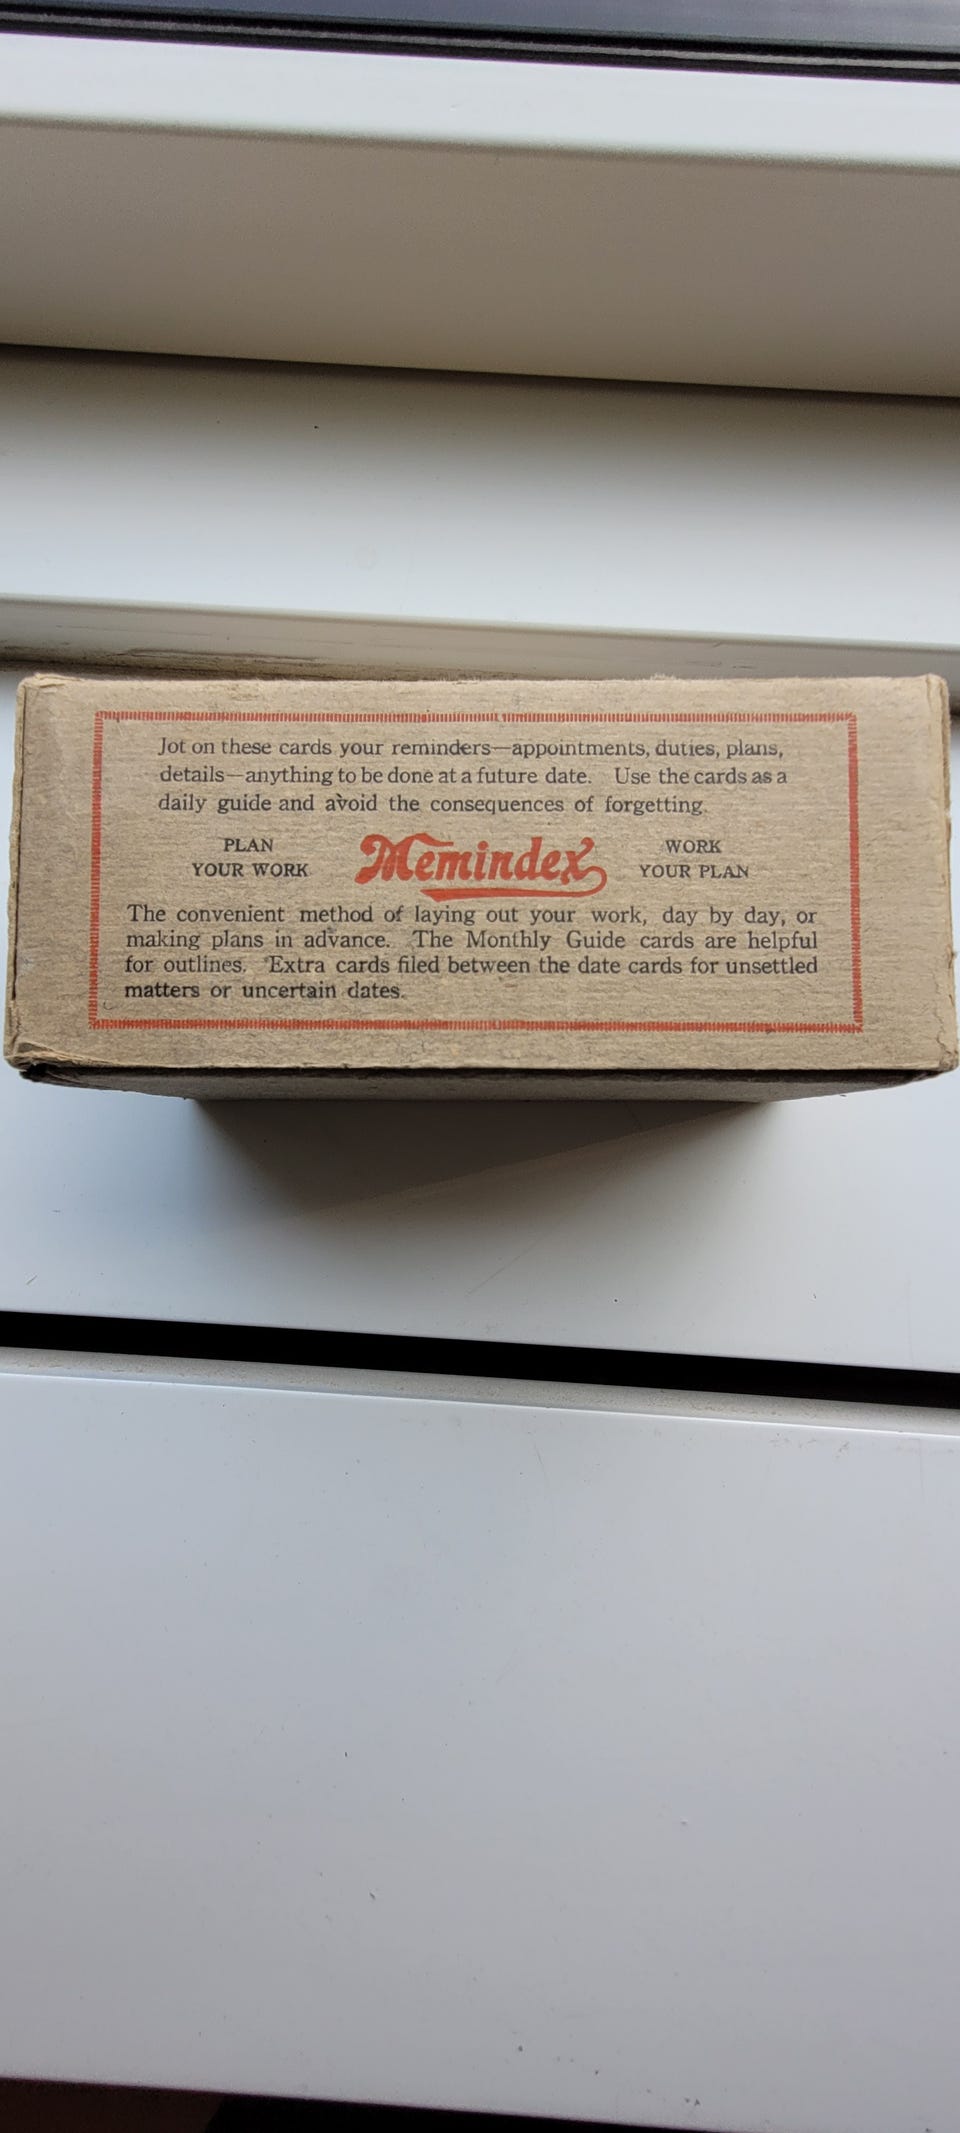 Jot on these cards your reminders—appointments, duties, plans,
details—anything to be done at a future date. Use the cards as a
daily guide and avoid the consequences of forgetting.
PLAN
YOUR WORK
Memindex
WORK
YOUR PLAN
The convenient method of laying out your work, day by day, or
making plans in advance. The Monthly Guide cards are helpful
for outlines. Extra cards filed between the date cards for unsettled
matters or uncertain dates.